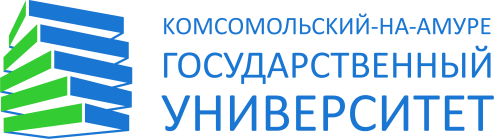 КОМСОМОЛЬСКИЙ-НА-АМУРЕ
ГОСУДАРСТВЕННЫЙ
УНИВЕРСИТЕТ